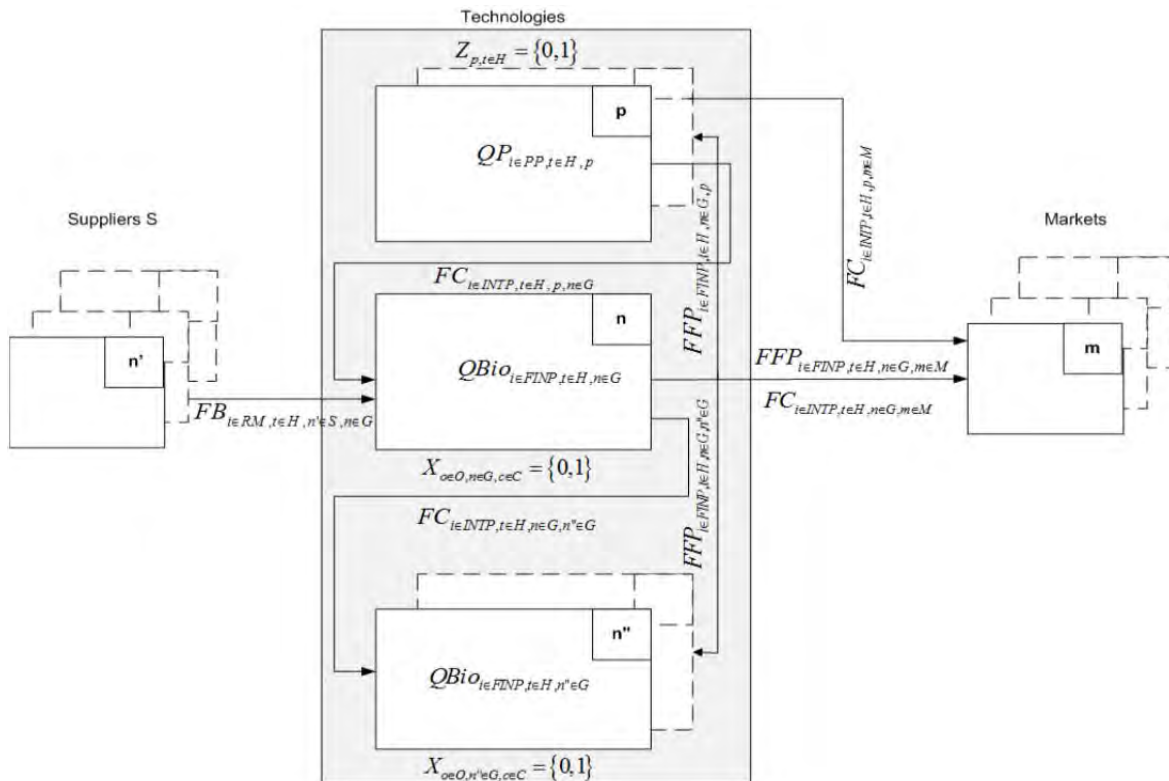 Technologies
Z_{p,t∈H} = {0,1}
p
QP_{i∈PP,t∈H,p}
FC_{i∈INTP,t∈H,p,m∈M}
FFP_{i∈FINP,t∈H,n∈G,p}
Suppliers S
Markets
FC_{i∈INTP,t∈H,p,n∈G}
n
n'
m
QBio_{i∈FINP,t∈H,n∈G}
FFP_{i∈FINP,t∈H,n∈G,m∈M}
FC_{i∈INTP,t∈H,n∈G,m∈M}
FB_{i∈RM,t∈H,n'∈S,n∈G}
X_{o∈O,n∈G,c∈C} = {0,1}
FC_{i∈INTP,t∈H,n∈G,n''∈G}
FFP_{i∈FINP,t∈H,n∈G,n''∈G}
n''
QBio_{i∈FINP,t∈H,n''∈G}
X_{o∈O,n''∈G,c∈C} = {0,1}